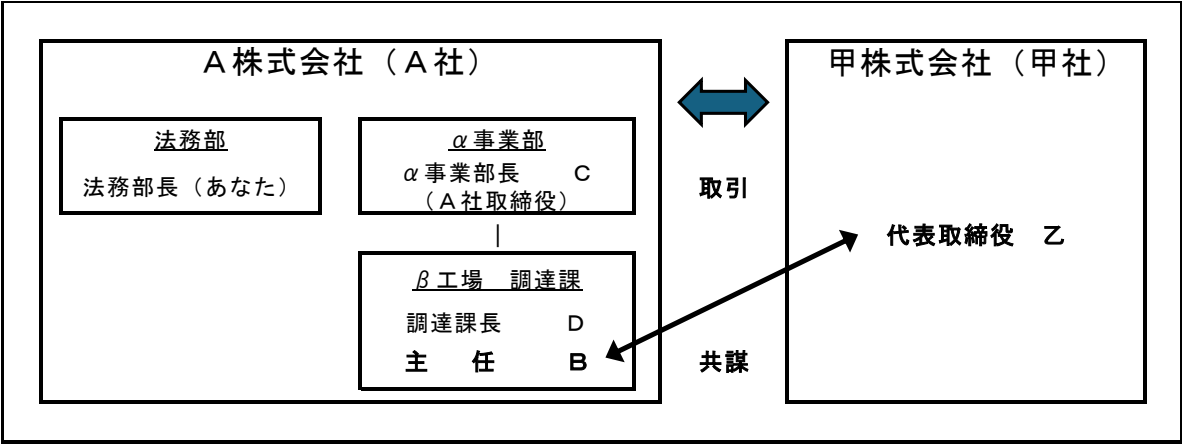 A株式会社（A社）
法務部
法務部長（あなた）
α事業部
α事業部長　　C
（A社取締役）
β工場　調達課
調達課長　　D
主　任　　B
取引
共謀
甲株式会社（甲社）
代表取締役　乙